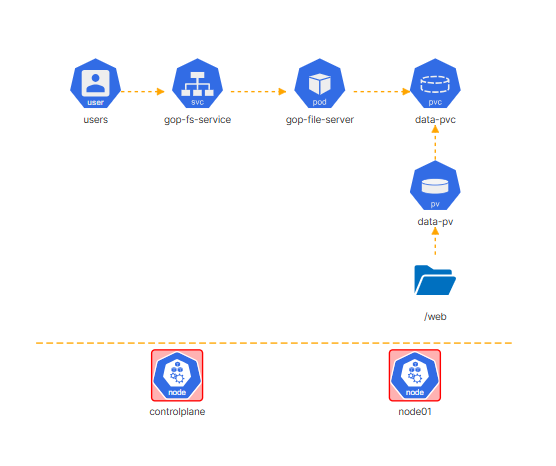 user
svc
pod
pvc
users
gop-fs-service
gop-file-server
data-pvc
pv
data-pv
/web
node
node
controlplane
node01